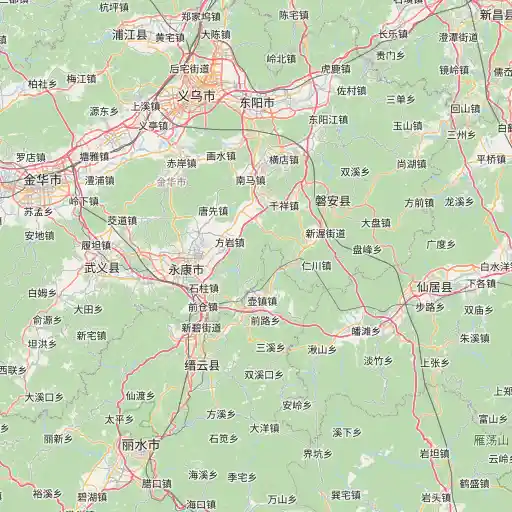 杭坪镇
郑家坞镇
陈宅镇
新昌县
浦江县
黄宅镇
大陈镇
长乐镇
澄潭街
后宅街道
岭北镇
贵门乡
柏社乡
梅江镇
虎鹿镇
镜岭镇
义乌市
东阳市
佐村镇
三单乡
源东乡
上溪镇
回山镇
义亭镇
东阳江镇
玉山镇
三州乡
罗店镇
塘雅镇
赤岸镇
画水镇
横店镇
尚湖镇
平桥镇
金华市
澧浦镇
金华市
南马镇
双溪乡
岭下镇
磐安县
方前镇
龙溪乡
苏孟乡
茭道镇
唐先镇
千祥镇
大盘镇
安地镇
履坦镇
方岩镇
新渥街道
盘峰乡
广度乡
武义县
永康市
仁川镇
白水洋镇
石柱镇
仙居县
下各镇
白姆乡
大田乡
前仓镇
壶镇镇
步路乡
双庙乡
俞源乡
新宅镇
新碧街道
前路乡
皤滩乡
坦洪乡
三溪乡
湫山乡
朱溪镇
西联乡
缙云县
双溪口乡
淡竹乡
上张乡
大溪口乡
仙渡乡
安岭乡
太平乡
方溪乡
富山乡
丽新乡
石笕乡
大洋镇
溪下乡
雁荡山
丽水市
界坑乡
岩坦镇
云岭乡
海溪乡
季宅乡
裕溪乡
碧湖镇
腊口镇
海口镇
万山乡
巽宅镇
岩头镇
鹤盛镇